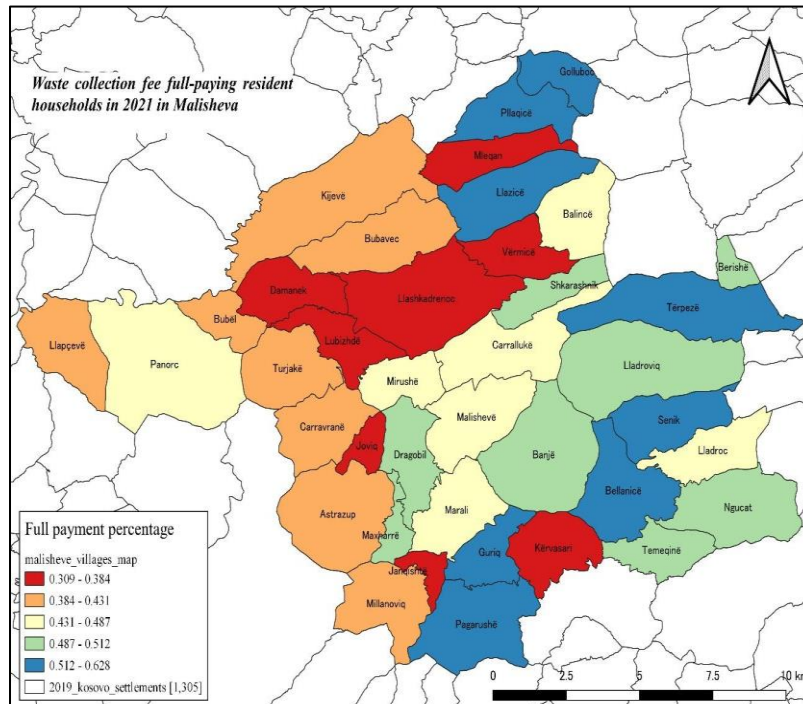 Waste collection fee full-paying resident
households in 2021 in Malisheva
Golluboc
Pllaqicë
Mleqan
Kijevë
Llazicë
Balincë
Bubavec
Vërmicë
Berishë
Shkarashnik
Damanek
Llashkadrenoc
Tërpezë
Bubël
Llapçevë
Lubizhdë
Panorc
Carrallukë
Turjakë
Lladroviq
Mirushë
Malishevë
Senik
Carravranë
Joviq
Dragobil
Banjë
Lladroc
Bellanicë
Ngucat
Astrazup
Marali
Maxharrë
Guriq
Kërvasari
Temeqinë
Janqishtë
Millanoviq
Pagarushë
Full payment percentage
malisheve_villages_map
0.309 - 0.384
0.384 - 0.431
0.431 - 0.487
0.487 - 0.512
0.512 - 0.628
2019_kosovo_settlements [1,305]
0 2.5 5 7.5 10 km